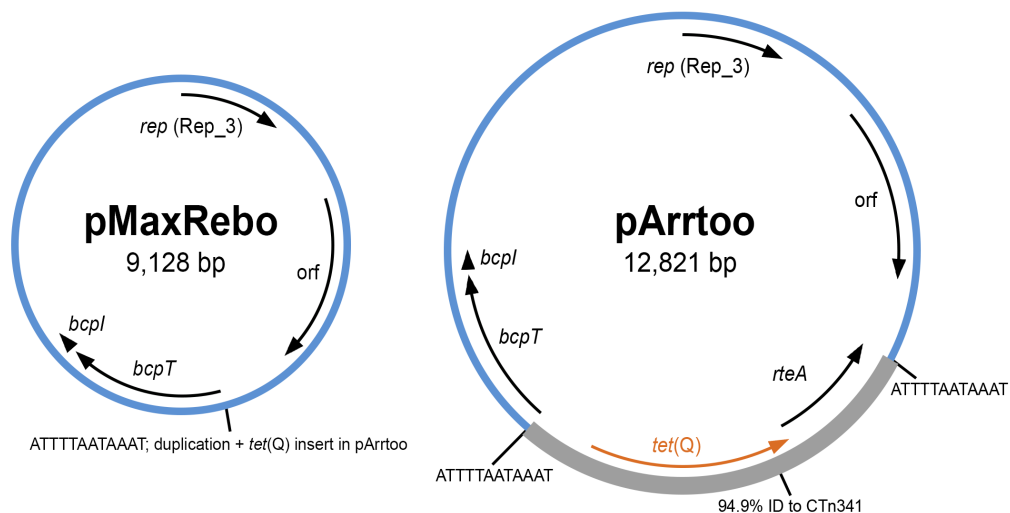 rep (Rep_3)
pMaxRebo
9,128 bp
orf
bcpI
bcpT
ATTTTAATAAAT; duplication + tet(Q) insert in pArrtoo
rep (Rep_3)
orf
pArrtoo
12,821 bp
bcpI
bcpT
rteA
ATTTTAATAAAT
tet(Q)
ATTTTAATAAAT
94.9% ID to CTn341